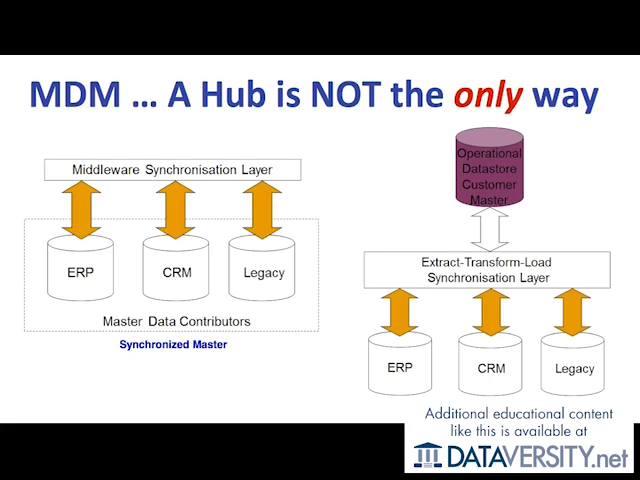 MDM ... A Hub is NOT the only way
Middleware Synchronisation Layer
ERP
CRM
Legacy
Master Data Contributors
Synchronized Master
Operational
Datastore
Customer
Master
Extract-Transform-Load
Synchronisation Layer
ERP
CRM
Legacy
Additional educational content
like this is available at
DATAVERSITY.net